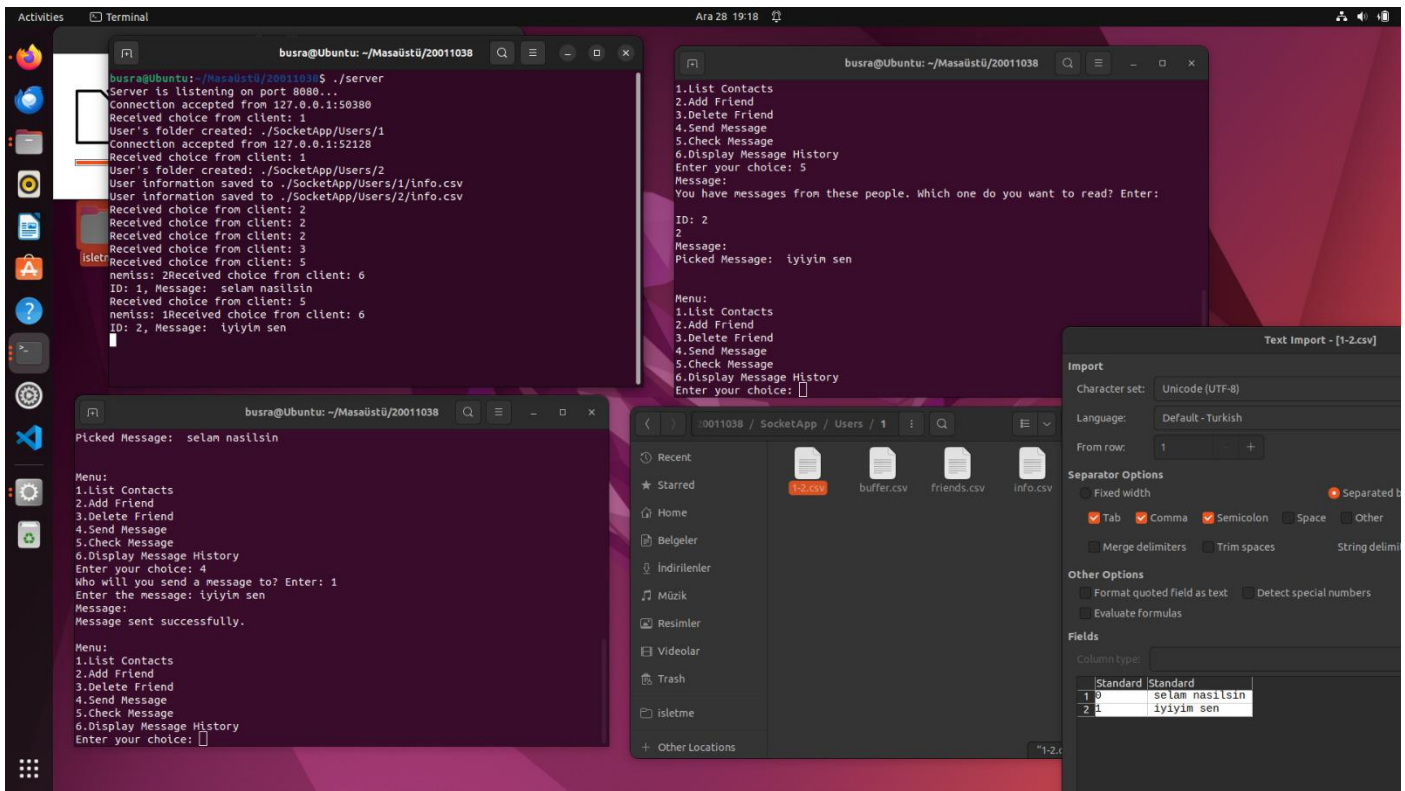 Activities
Terminal
Ara 28 19:18
busra@Ubuntu: ~/Masaüstü/20011038
busra@Ubuntu:~/Masaüstü/20011038$ ./server
Server is listening on port 8080...
Connection accepted from 127.0.0.1:50380
Received choice from client: 1
User's folder created: ./SocketApp/Users/1
Connection accepted from 127.0.0.1:52128
Received choice from client: 1
User's folder created: ./SocketApp/Users/2
User information saved to ./SocketApp/Users/1/info.csv
User information saved to ./SocketApp/Users/2/info.csv
Received choice from client: 2
Received choice from client: 2
Received choice from client: 2
Received choice from client: 3
Received choice from client: 5
nemiss: 2Received choice from client: 6
ID: 1, Message:  selam nasilsin
Received choice from client: 5
nemiss: 1Received choice from client: 6
ID: 2, Message:  iyiyim sen
busra@Ubuntu: ~/Masaüstü/20011038
1.List Contacts
2.Add Friend
3.Delete Friend
4.Send Message
5.Check Message
6.Display Message History
Enter your choice: 5
Message:
You have messages from these people. Which one do you want to read? Enter:
ID: 2
2
Message:
Picked Message:  iyiyim sen
Menu:
1.List Contacts
2.Add Friend
3.Delete Friend
4.Send Message
5.Check Message
6.Display Message History
Enter your choice:
busra@Ubuntu: ~/Masaüstü/20011038
Picked Message:  selam nasilsin
Menu:
1.List Contacts
2.Add Friend
3.Delete Friend
4.Send Message
5.Check Message
6.Display Message History
Enter your choice: 4
Who will you send a message to? Enter: 1
Enter the message: iyiyim sen
Message:
Message sent successfully.
Menu:
1.List Contacts
2.Add Friend
3.Delete Friend
4.Send Message
5.Check Message
6.Display Message History
Enter your choice:
isletm
20011038 / SocketApp / Users / 1
Recent
Starred
Home
Belgeler
İndirilenler
Müzik
Resimler
Videolar
Trash
isletme
+ Other Locations
1-2.csv
buffer.csv
friends.csv
info.csv
"1-2.c
Text Import - [1-2.csv]
Import
Character set: Unicode (UTF-8)
Language: Default - Turkish
From row: 1
Separator Options
Fixed width
Separated b
Tab Comma Semicolon Space Other
Merge delimiters Trim spaces String delimi
Other Options
Format quoted field as text Detect special numbers
Evaluate formulas
Fields
Column type:
Standard Standard
1 0 selam nasilsin
2 1 iyiyim sen